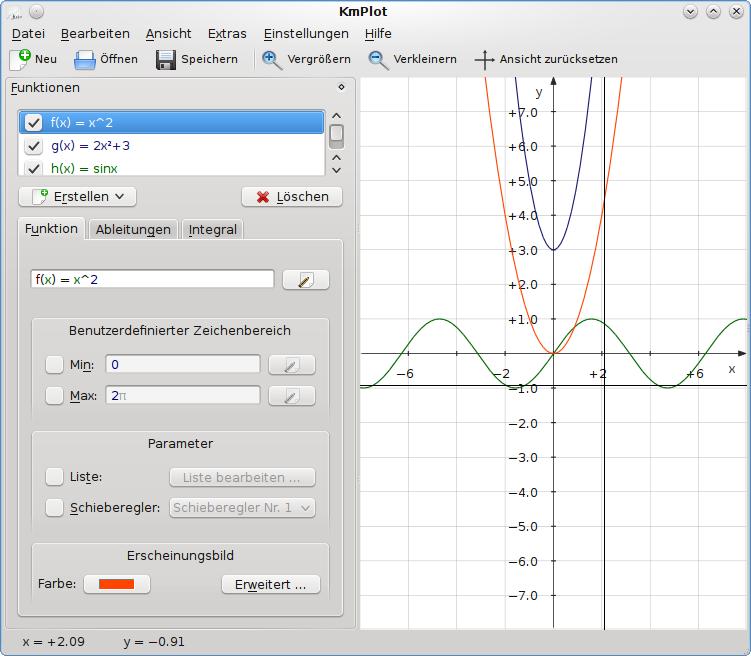 KmPlot
Datei Bearbeiten Ansicht Extras Einstellungen Hilfe
Neu Öffnen Speichern Vergrößern Verkleinern Ansicht zurücksetzen
Funktionen
f(x) = x^2
g(x) = 2x²+3
h(x) = sinx
Erstellen Löschen
Funktion Ableitungen Integral
f(x) = x^2
Benutzerdefinierter Zeichenbereich
Min: 0
Max: 2π
Parameter
Liste: Liste bearbeiten ...
Schieberegler: Schieberegler Nr. 1
Erscheinungsbild
Farbe: Erweitert ...
y
+7.0
+6.0
+5.0
+4.0
+3.0
+2.0
+1.0
x
−6 −2 +2 +6
−1.0
−2.0
−3.0
−4.0
−5.0
−6.0
−7.0
x = +2.09 y = −0.91